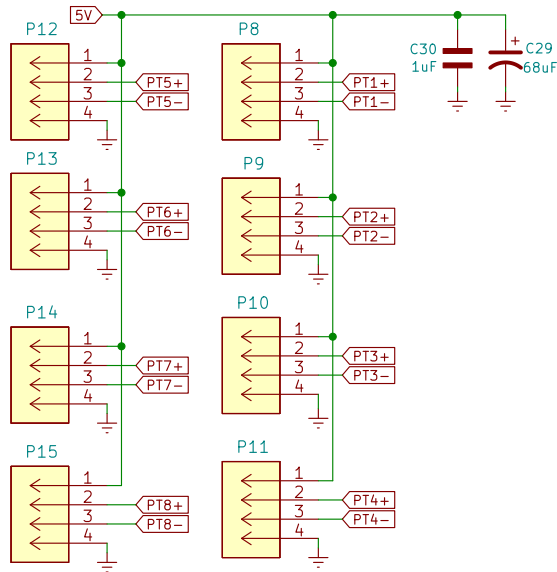 5V
P12
1
2 PT5+
3 PT5-
4
P13
1
2 PT6+
3 PT6-
4
P14
1
2 PT7+
3 PT7-
4
P15
1
2 PT8+
3 PT8-
4
P8
1
2 PT1+
3 PT1-
4
P9
1
2 PT2+
3 PT2-
4
P10
1
2 PT3+
3 PT3-
4
P11
1
2 PT4+
3 PT4-
4
C30
1uF
+
C29
68uF